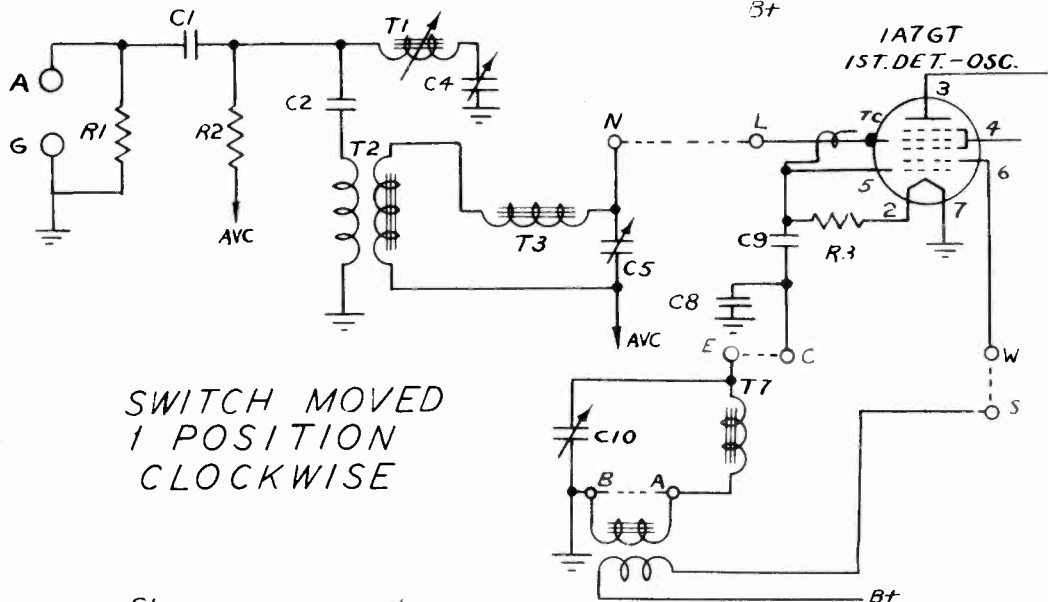 B+
C1
T1
1A7GT
1ST. DET.-OSC.
3
A
C4
C2
TC
4
R1
R2
N
L
G
T2
5
6
2
7
T3
C9
R.3
AVC
C5
C8
AVC
E
C
W
T7
S
SWITCH MOVED
1 POSITION
CLOCKWISE
C10
B
A
B+